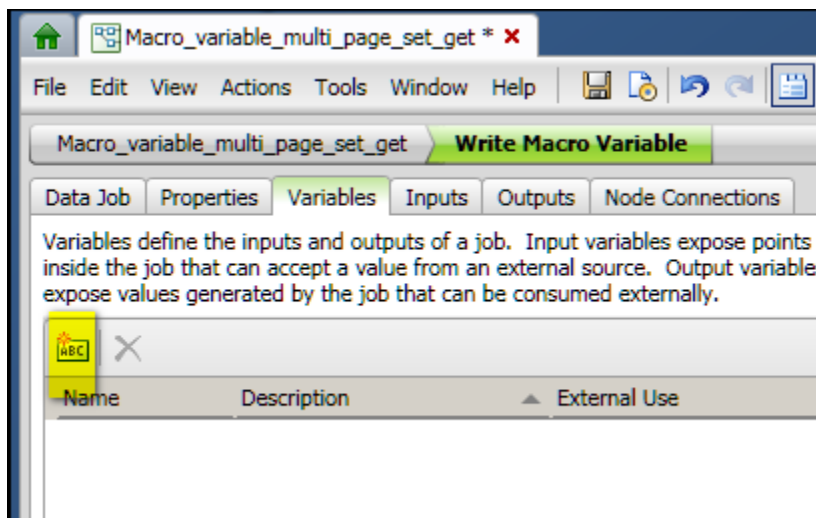 Macro_variable_multi_page_set_get *
File Edit View Actions Tools Window Help
Macro_variable_multi_page_set_get Write Macro Variable
Data Job Properties Variables Inputs Outputs Node Connections
Variables define the inputs and outputs of a job. Input variables expose points
inside the job that can accept a value from an external source. Output variable
expose values generated by the job that can be consumed externally.
ABC
Name Description External Use